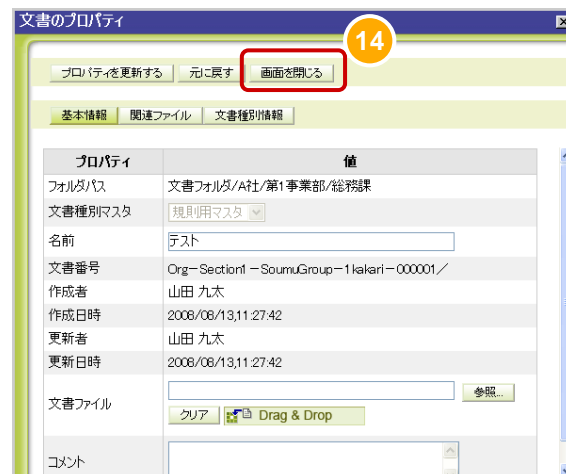 文書のプロパティ
14
プロパティを更新する 元に戻す 画面を閉じる
基本情報 関連ファイル 文書種別情報
プロパティ 値
フォルダパス 文書フォルダ/A社/第1事業部/総務課
文書種別マスタ 規則用マスタ
名前 テスト
文書番号 Org-Section1-SoumuGroup-1kakari-000001/
作成者 山田 九太
作成日時 2008/08/13,11:27:42
更新者 山田 九太
更新日時 2008/08/13,11:27:42
文書ファイル 参照...
クリア Drag & Drop
コメント